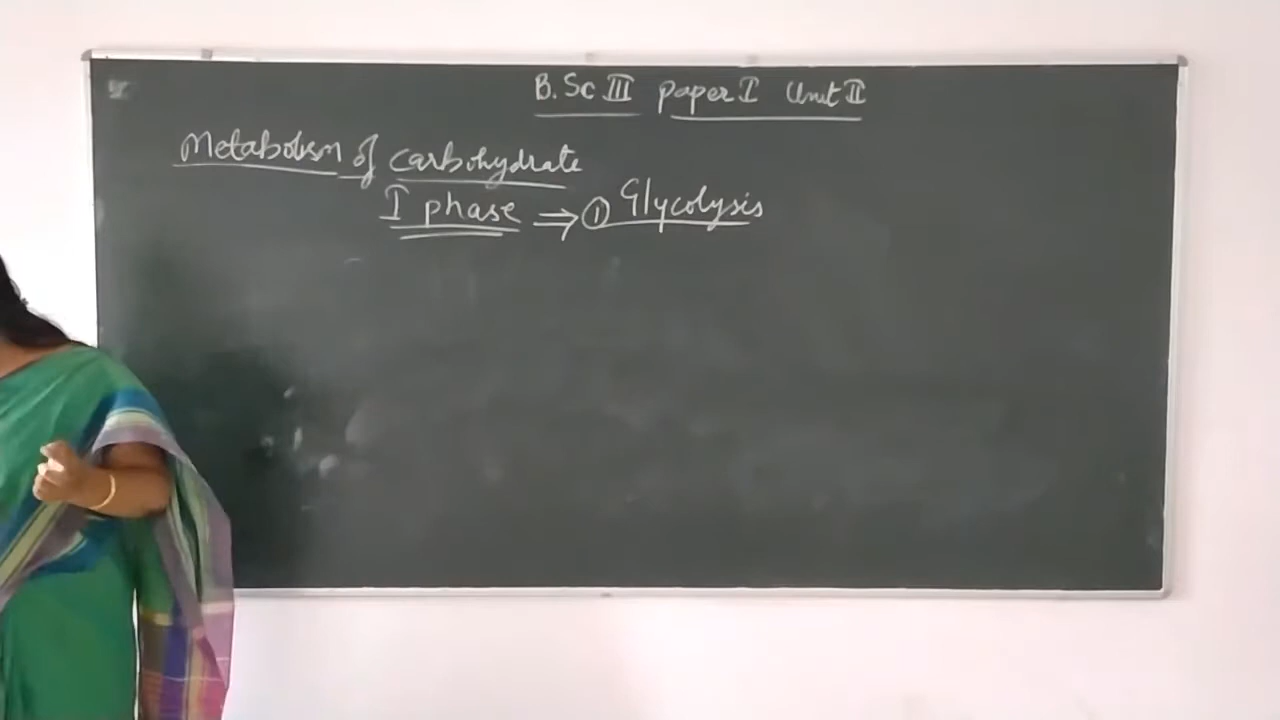 B.Sc III paper I Unit II
Metabolism of carbohydrate
I phase ⇒ ① Glycolysis